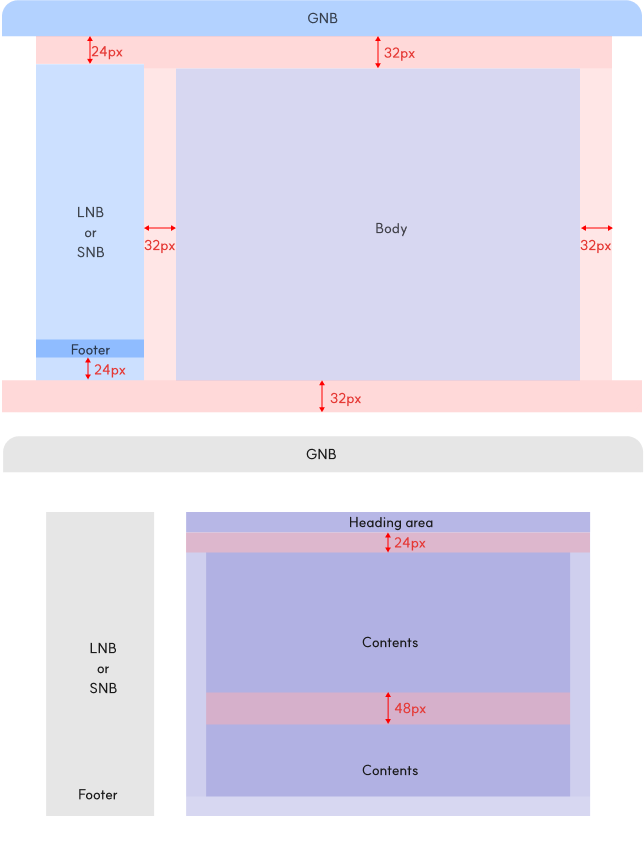 GNB
24px
32px
LNB
or
SNB
Body
32px
32px
Footer
24px
32px
GNB
Heading area
24px
Contents
LNB
or
SNB
48px
Contents
Footer